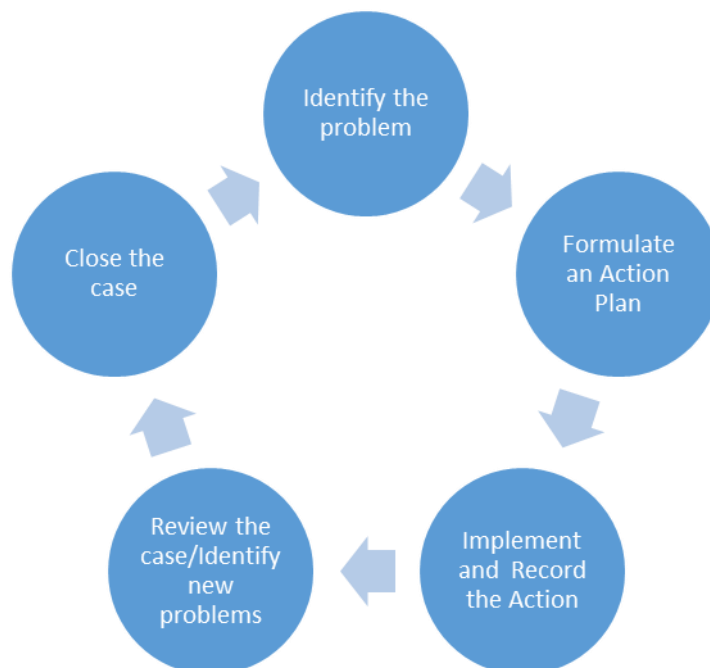 Identify the
problem
Formulate
an Action
Plan
Implement
and Record
the Action
Review the
case/Identify
new
problems
Close the
case